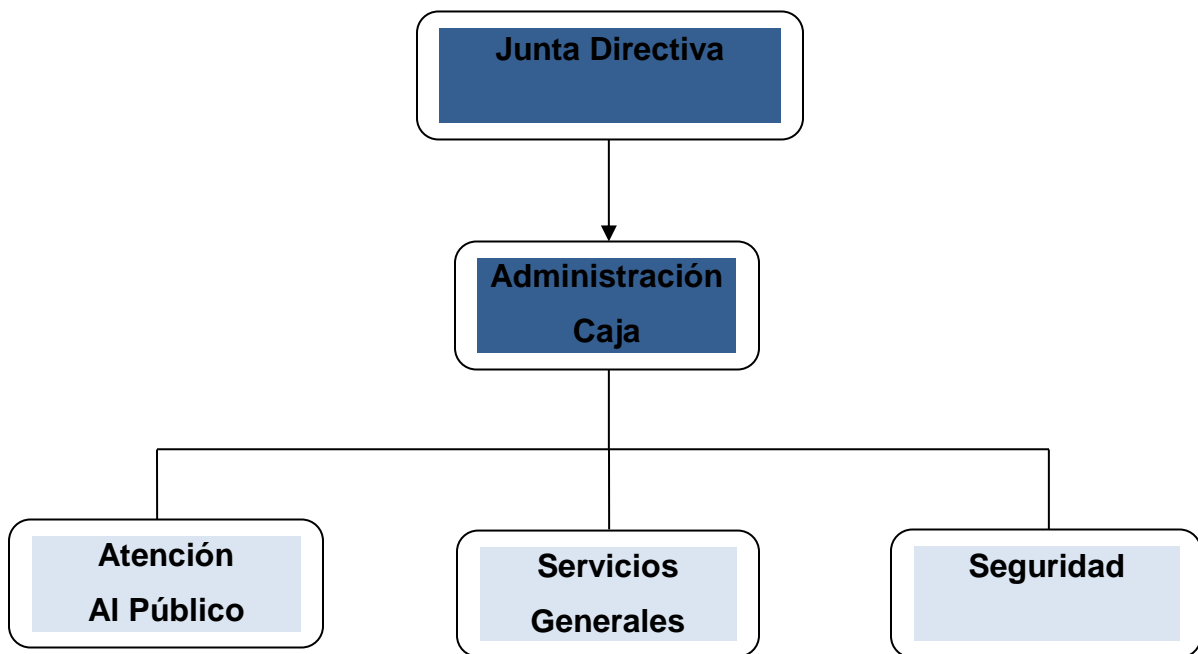 Junta Directiva
Administración
Caja
Atención
Al Público
Servicios
Generales
Seguridad